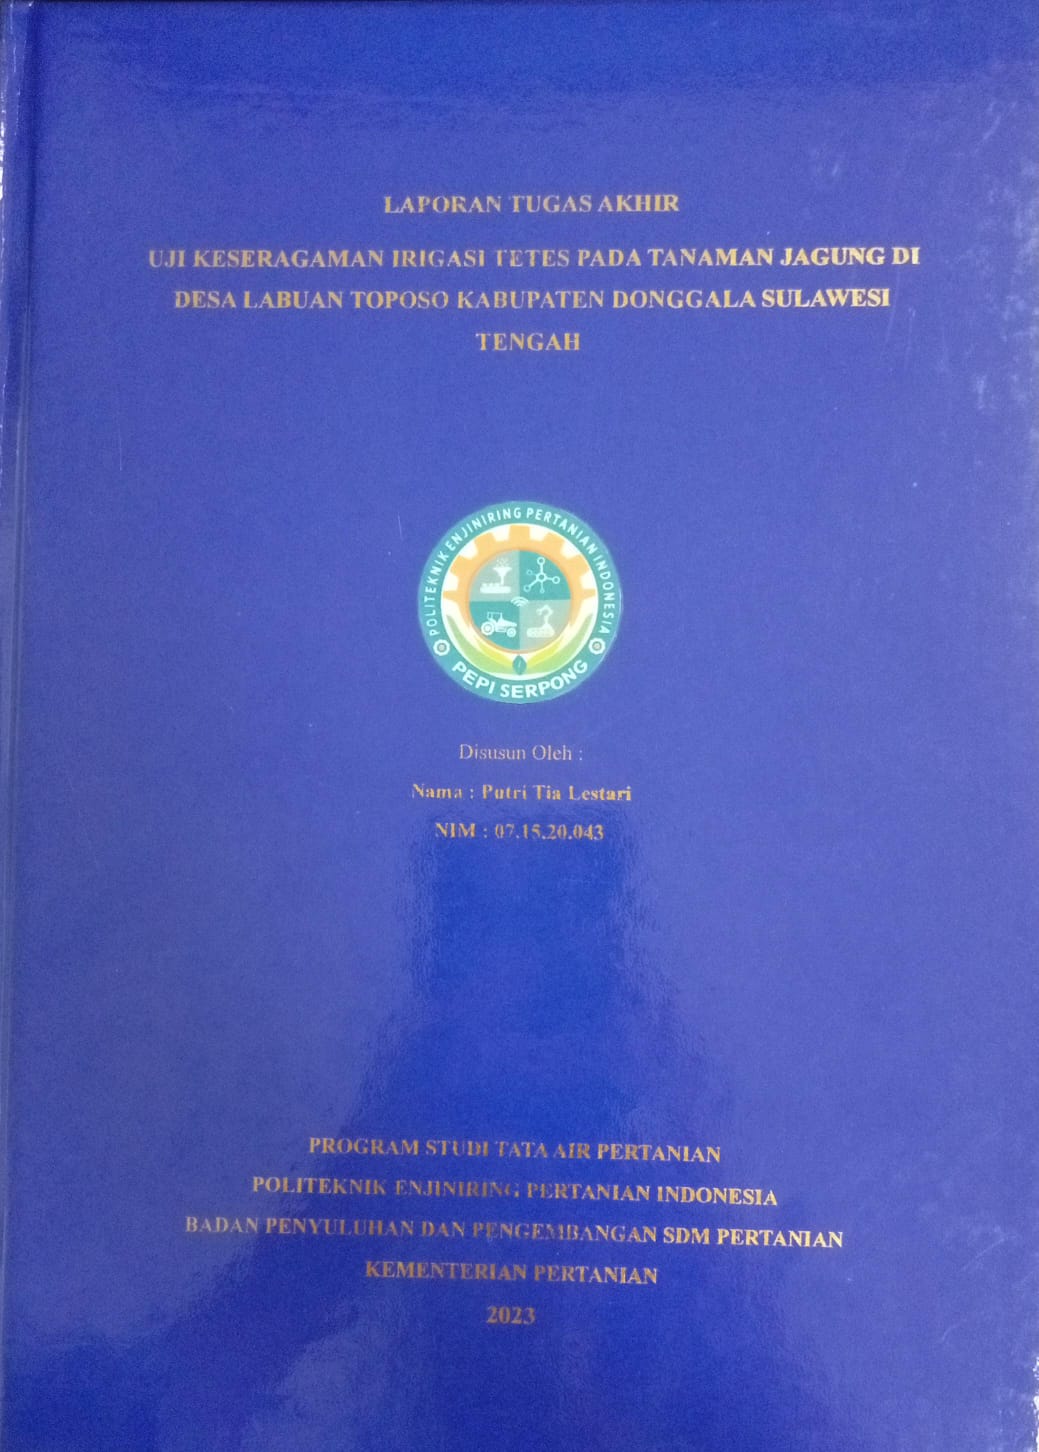 LAPORAN TUGAS AKHIR
UJI KESERAGAMAN IRIGASI TETES PADA TANAMAN JAGUNG DI
DESA LABUAN TOPOSO KABUPATEN DONGGALA SULAWESI
TENGAH
POLITEKNIK ENJINIRING PERTANIAN INDONESIA
PEPI SERPONG
Disusun Oleh :
Nama : Putri Tia Lestari
NIM : 07.15.20.043
PROGRAM STUDI TATA AIR PERTANIAN
POLITEKNIK ENJINIRING PERTANIAN INDONESIA
BADAN PENYULUHAN DAN PENGEMBANGAN SDM PERTANIAN
KEMENTERIAN PERTANIAN
2023